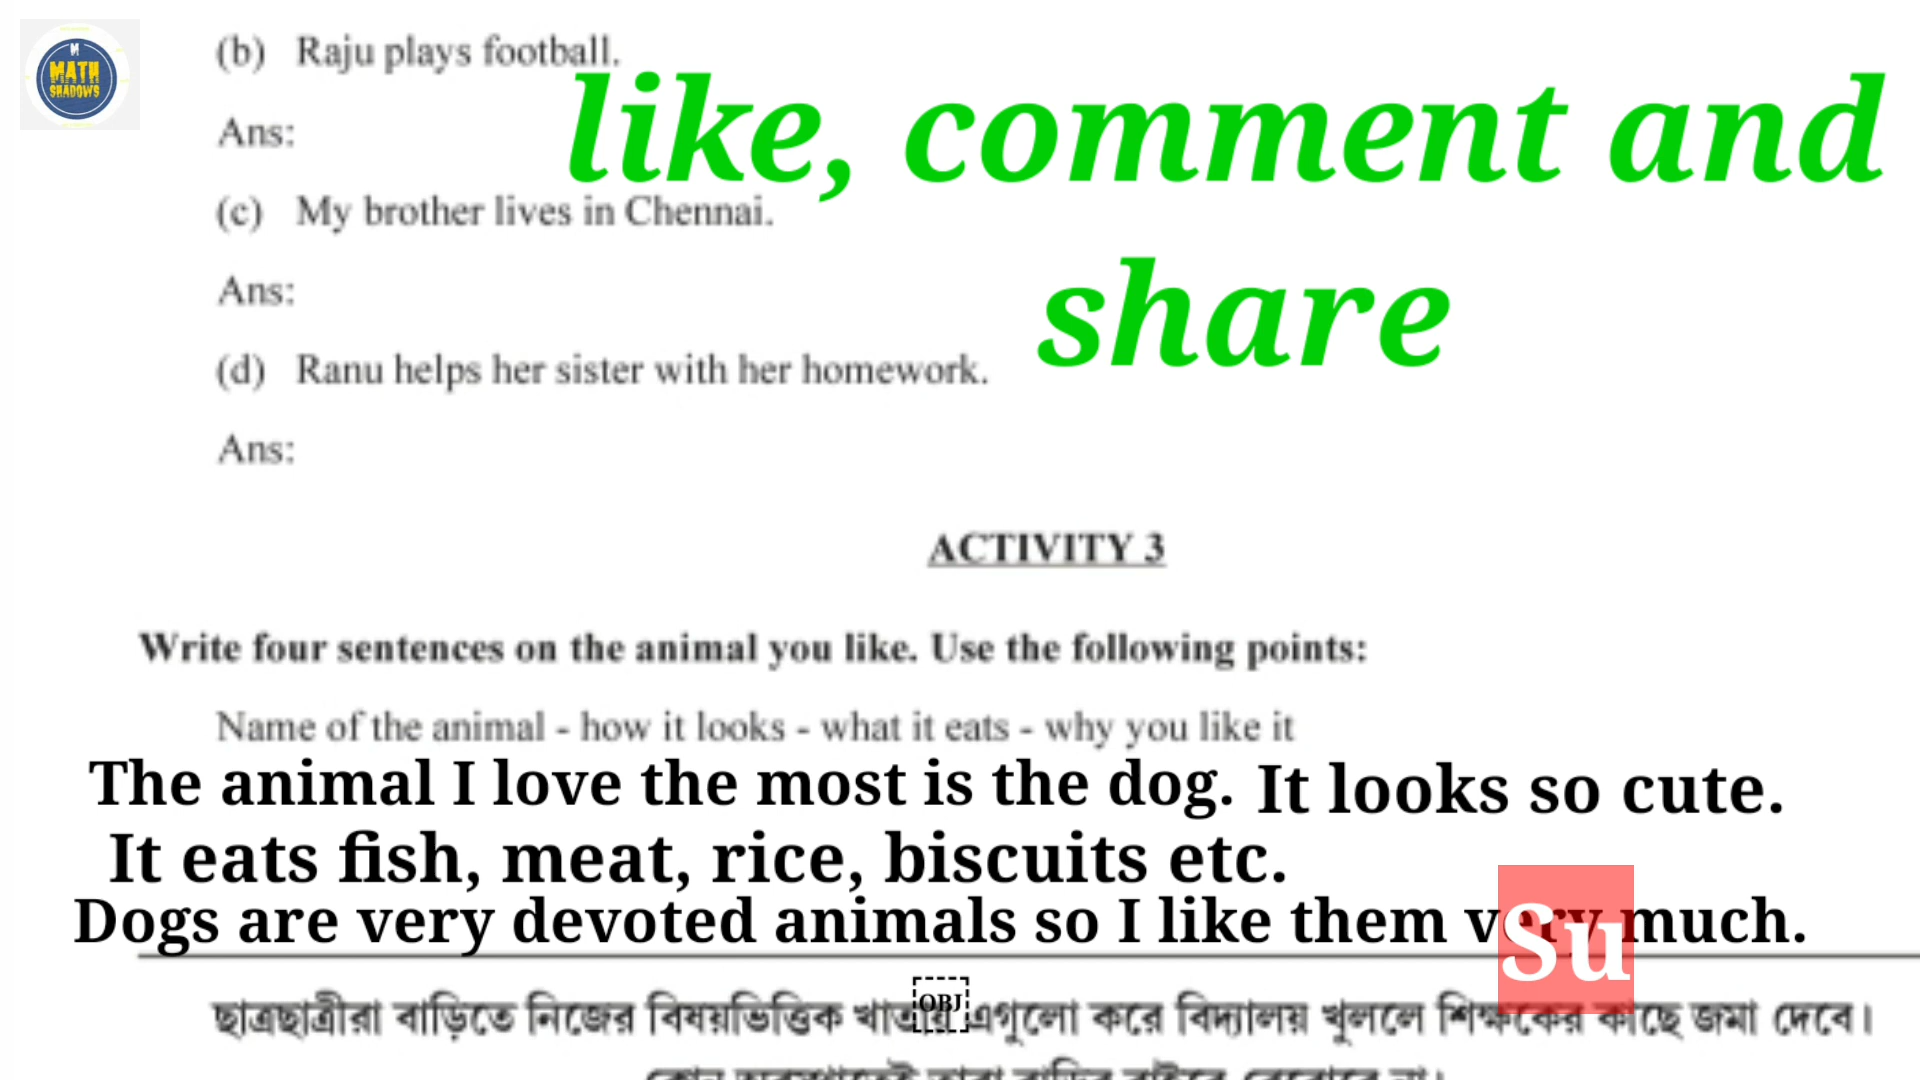 M
MATH
SHADOWS
(b) Raju plays football.
like, comment and
share
Ans:
(c) My brother lives in Chennai.
Ans:
(d) Ranu helps her sister with her homework.
Ans:
ACTIVITY 3
Write four sentences on the animal you like. Use the following points:
Name of the animal - how it looks - what it eats - why you like it
The animal I love the most is the dog. It looks so cute.
It eats fish, meat, rice, biscuits etc.
Dogs are very devoted animals so I like them very much.
Su
OBJ
ছাত্রছাত্রীরা বাড়িতে নিজের বিষয়ভিত্তিক এগুলো করে বিদ্যালয় খুললে শিক্ষকের কাছে জমা দেবে।